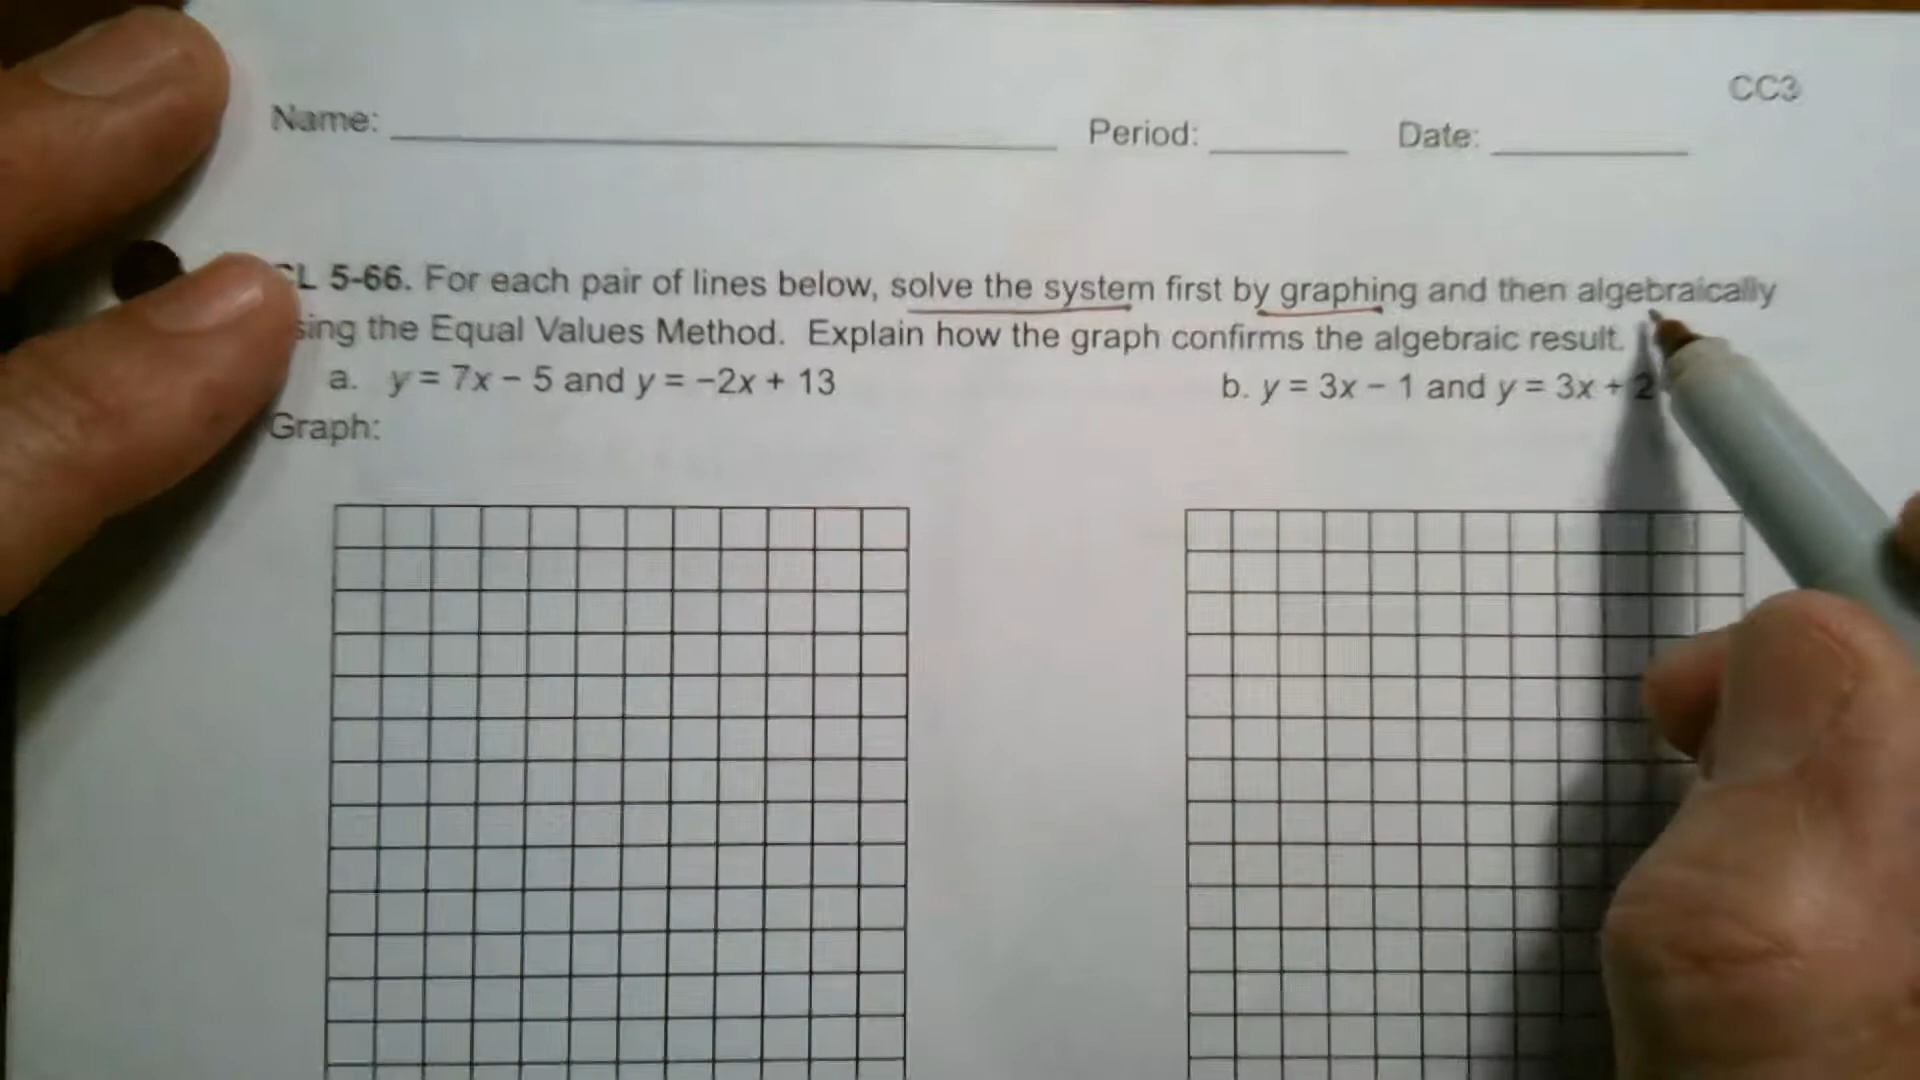 CC3
Name: Period: Date:
CL 5-66. For each pair of lines below, solve the system first by graphing and then algebraically
sing the Equal Values Method. Explain how the graph confirms the algebraic result.
a. y = 7x − 5 and y = −2x + 13 b. y = 3x − 1 and y = 3x + 2
Graph: